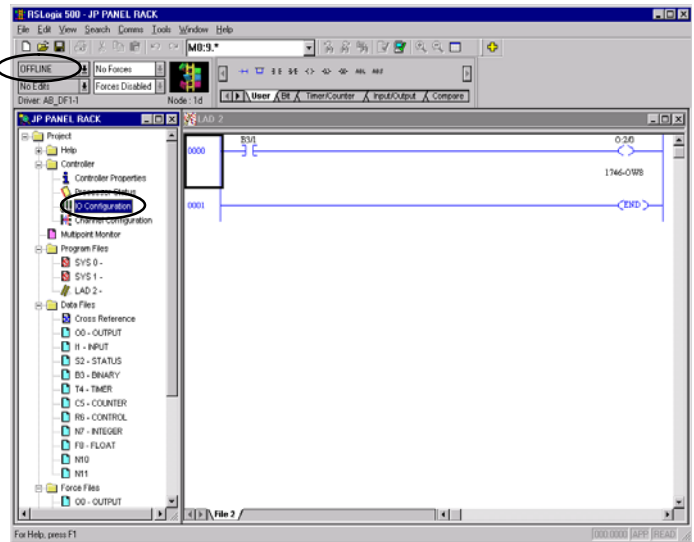 RSLogix 500 - JP PANEL RACK
File Edit View Search Comms Tools Window Help
M0:9.*
OFFLINE No Forces
No Edits Forces Disabled
Driver: AB_DF1-1 Node : 1d
User Bit Timer/Counter Input/Output Compare
JP PANEL RACK
LAD 2
Project
Help
Controller
Controller Properties
Processor Status
IO Configuration
Channel Configuration
Multipoint Monitor
Program Files
SYS 0 -
SYS 1 -
LAD 2 -
Data Files
Cross Reference
O0 - OUTPUT
I1 - INPUT
S2 - STATUS
B3 - BINARY
T4 - TIMER
C5 - COUNTER
R6 - CONTROL
N7 - INTEGER
F8 - FLOAT
N10
N11
Force Files
O0 - OUTPUT
0000
B3/1
O:2/0
1746-OW8
0001
END
File 2
For Help, press F1
000:0000 APP READ